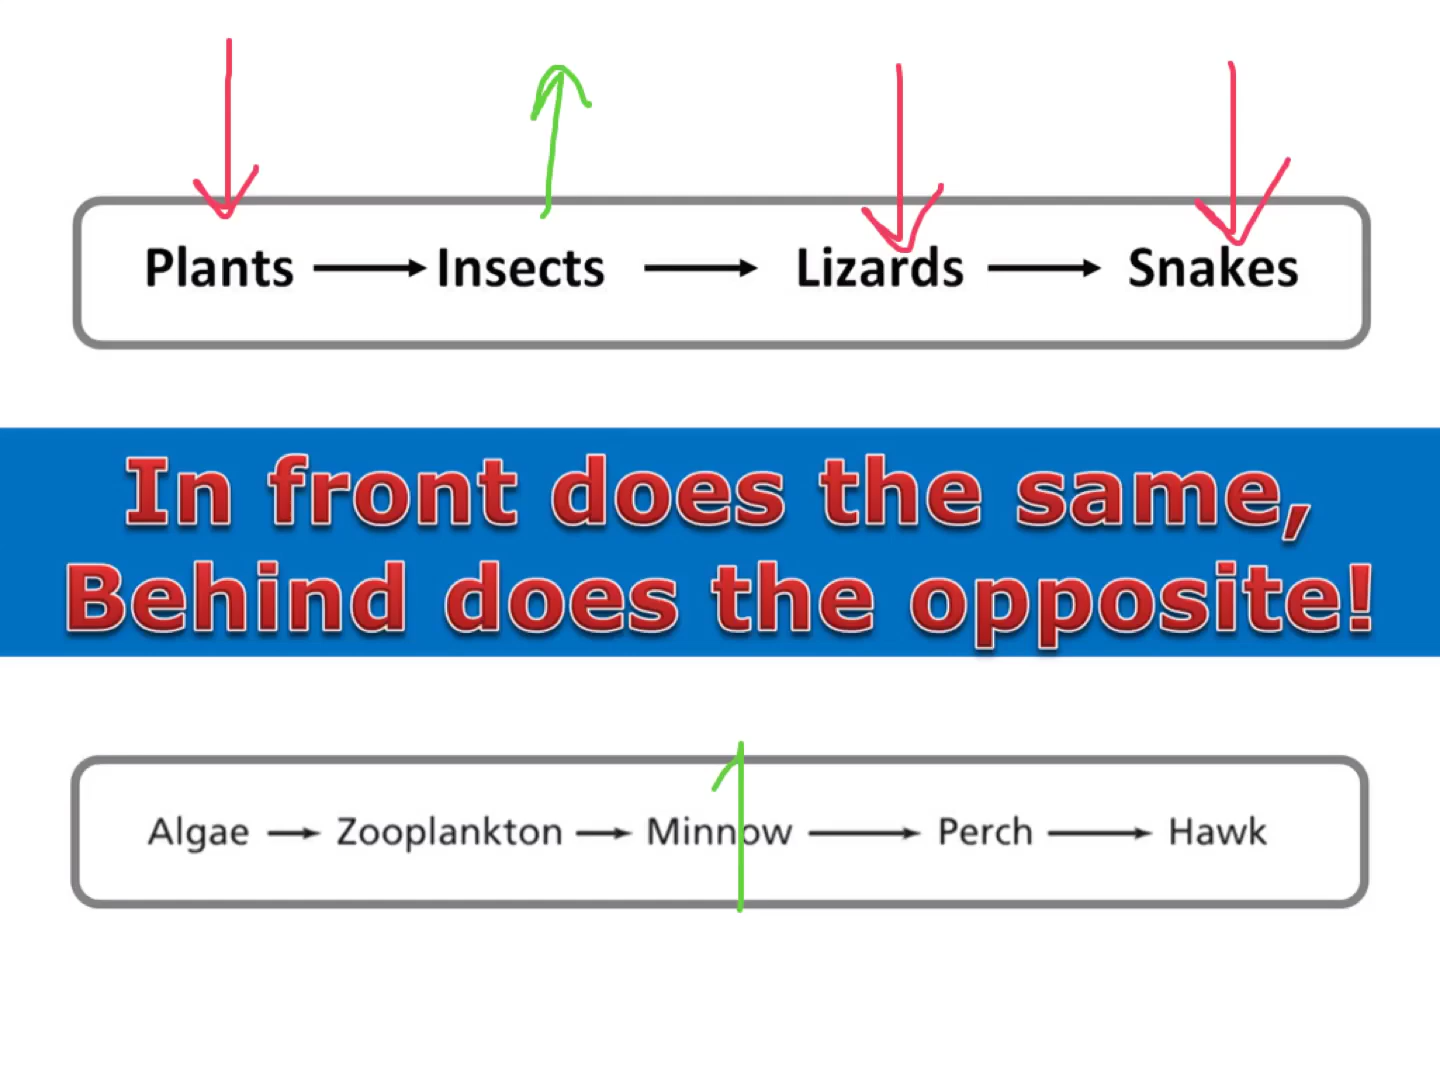 Plants Insects Lizards Snakes
In front does the same,
Behind does the opposite!
Algae Zooplankton Minnow Perch Hawk